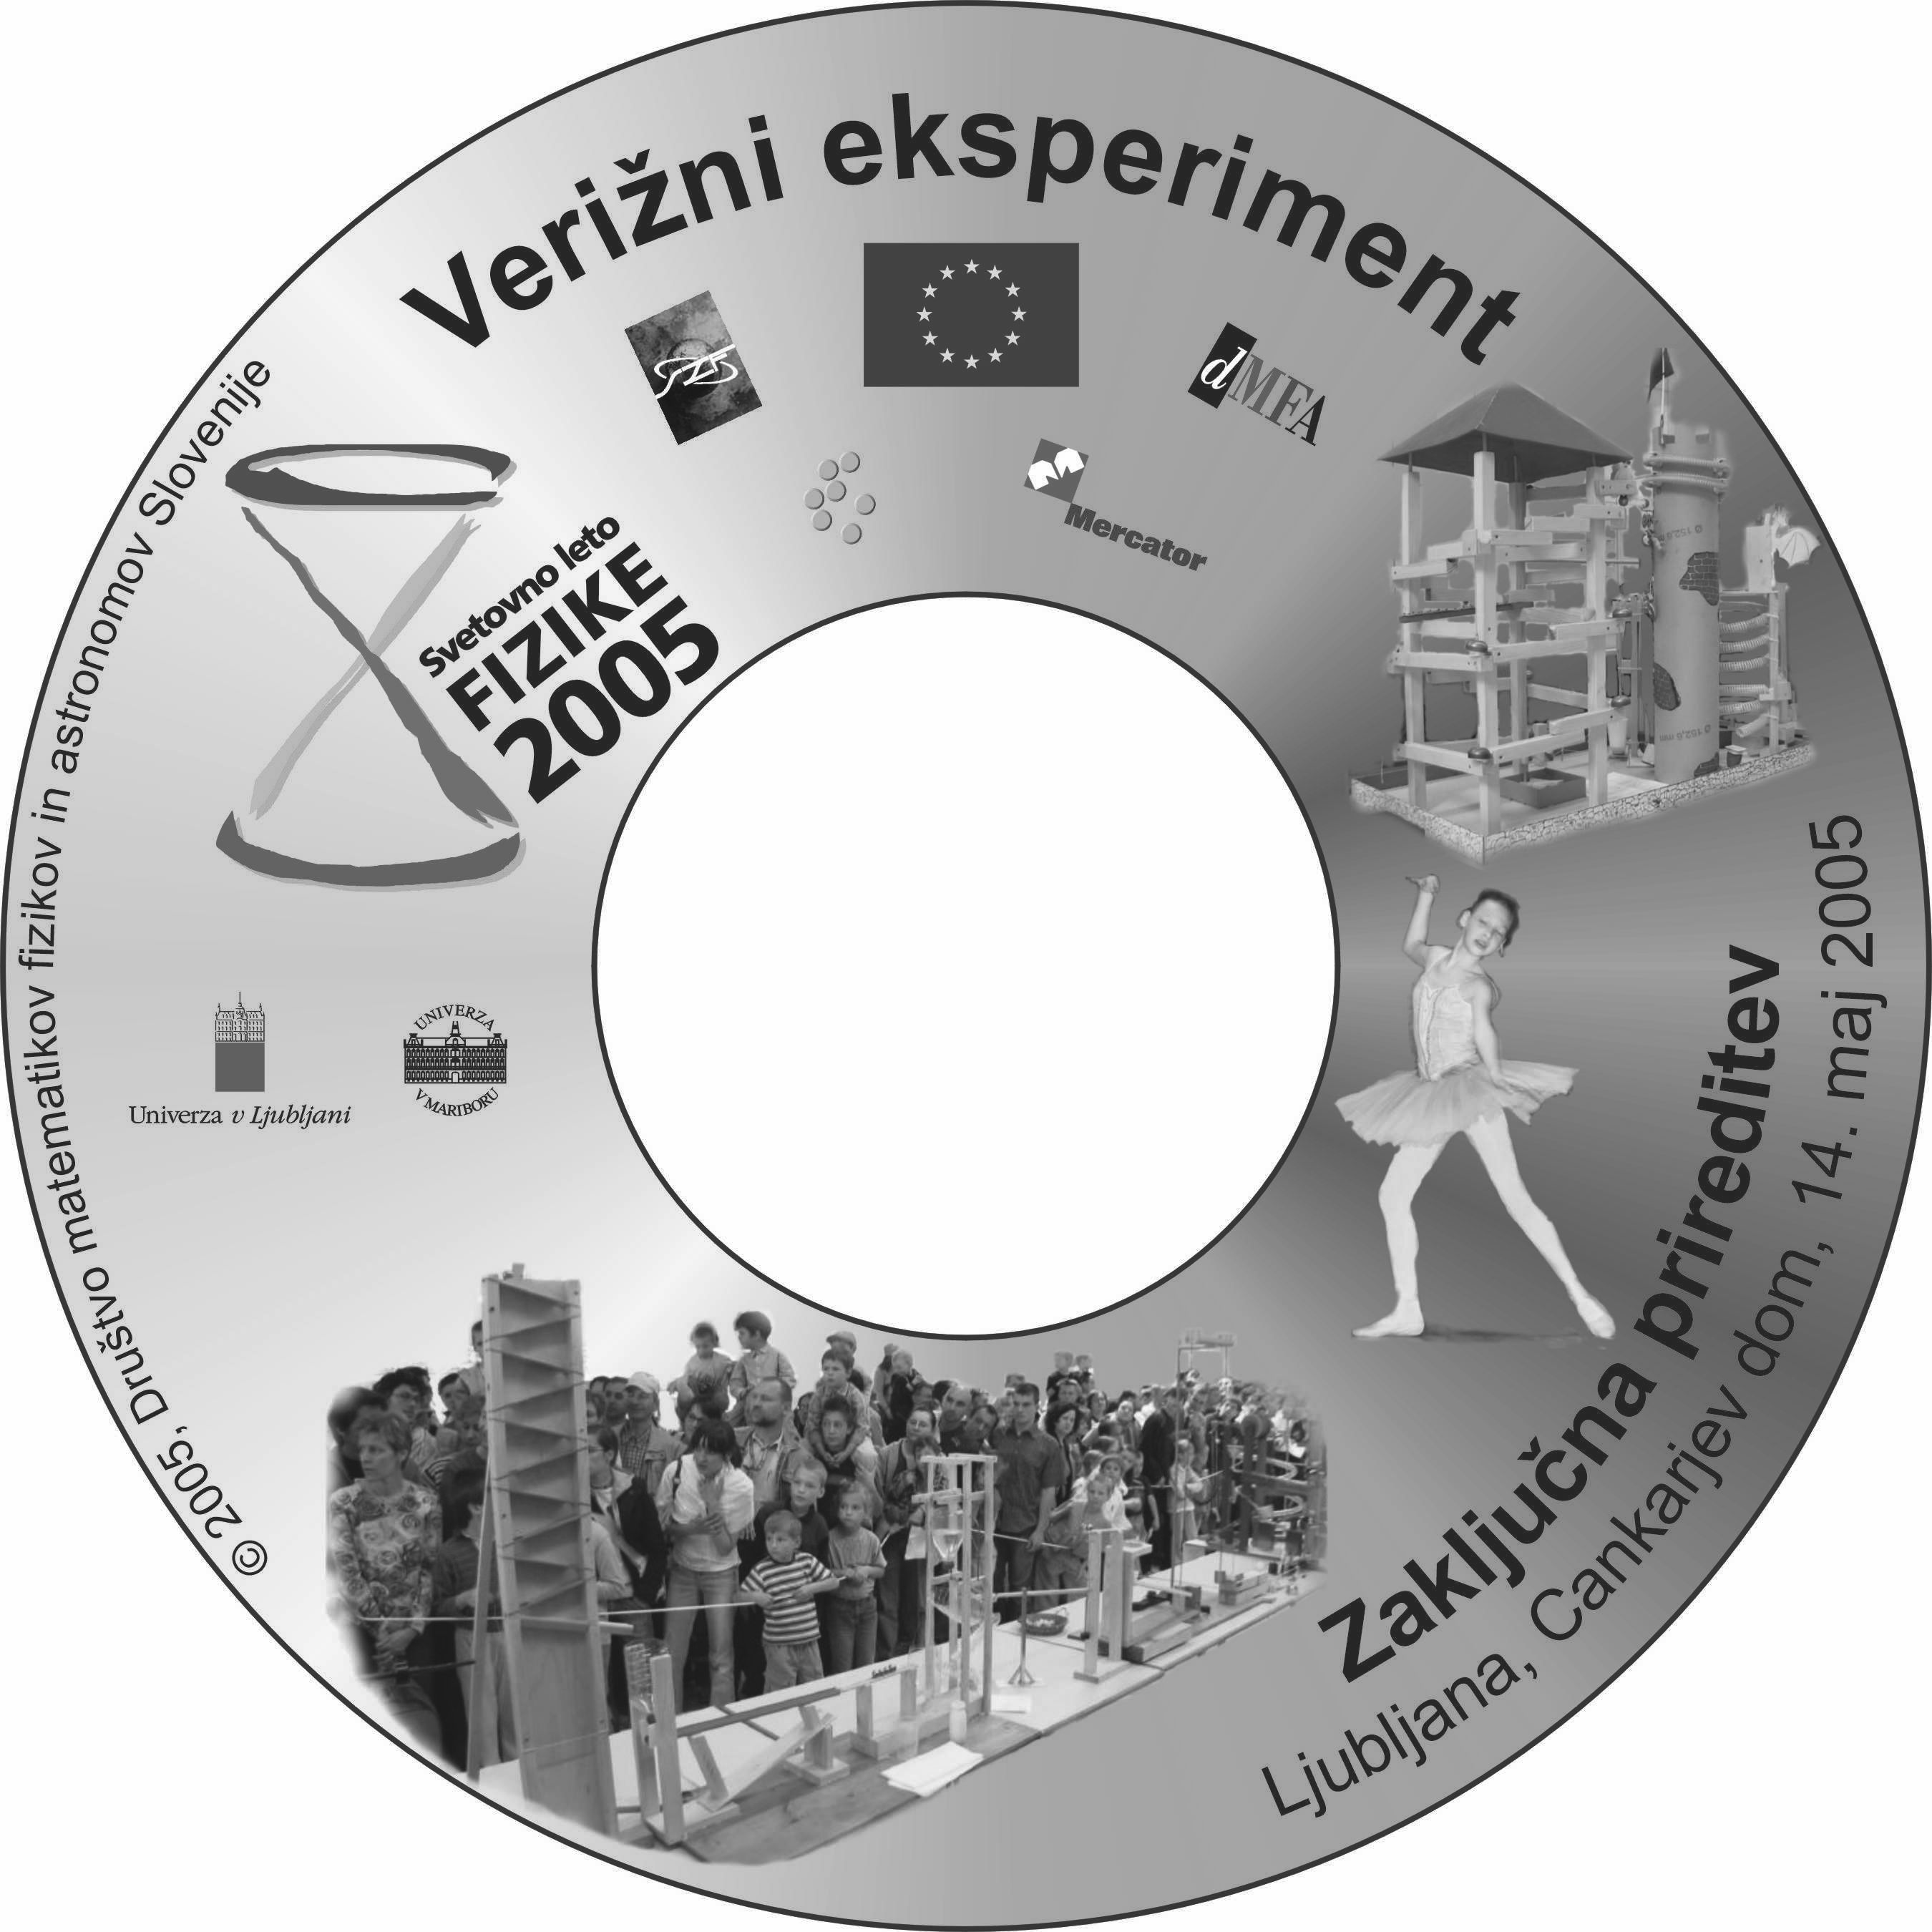 Verižni eksperiment
SZF
dMFA
Mercator
Svetovno leto
FIZIKE
2005
Univerza v Ljubljani
UNIVERZA
V MARIBORU
© 2005, Društvo matematikov fizikov in astronomov Slovenije
Zaključna prireditev
Ljubljana, Cankarjev dom, 14. maj 2005